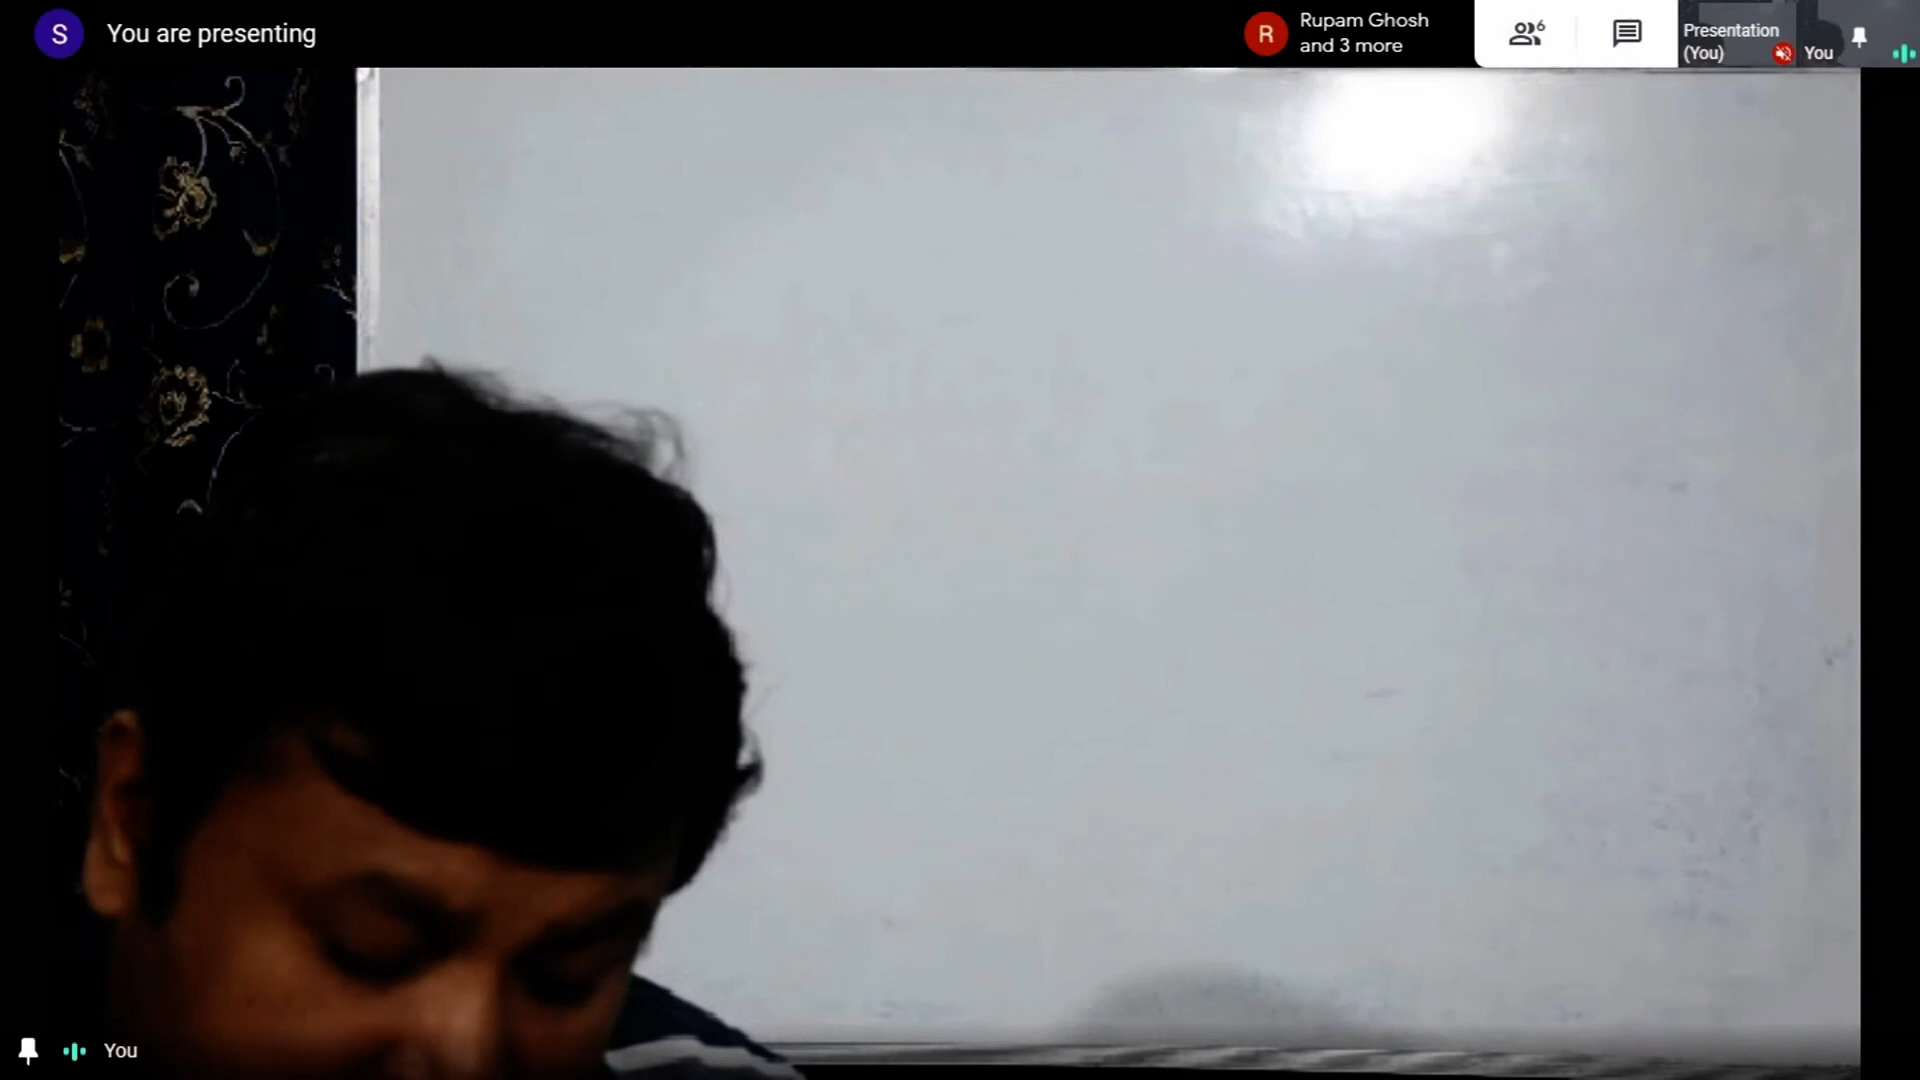 S
You are presenting
R
Rupam Ghosh
and 3 more
6
Presentation
(You)
You
You